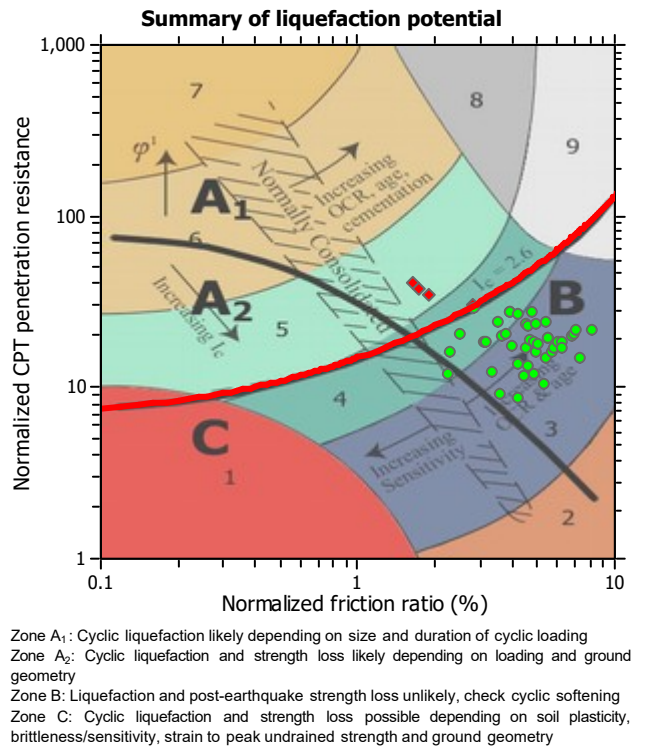 Summary of liquefaction potential
1,000
100
10
1
0.1
1
10
Normalized CPT penetration resistance
Normalized friction ratio (%)
7
8
9
φ'
Increasing
OCR, age,
cementation
A1
Normally Consolidated
6
Ic = 2.6
A2
B
Increasing Ic
5
4
Increasing
OCR & age
C
3
Increasing
Sensitivity
1
2
Zone A1: Cyclic liquefaction likely depending on size and duration of cyclic loading
Zone A2: Cyclic liquefaction and strength loss likely depending on loading and ground
geometry
Zone B: Liquefaction and post-earthquake strength loss unlikely, check cyclic softening
Zone C: Cyclic liquefaction and strength loss possible depending on soil plasticity,
brittleness/sensitivity, strain to peak undrained strength and ground geometry